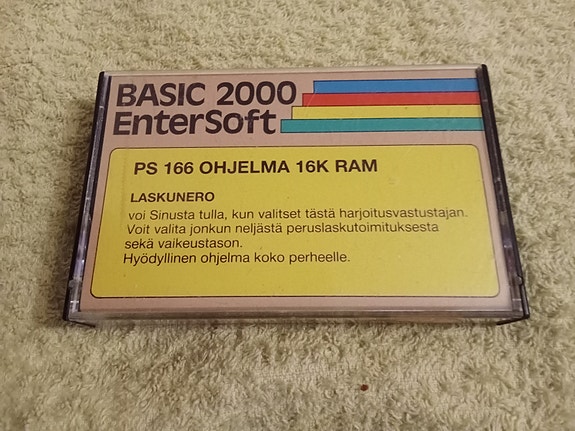 BASIC 2000
EnterSoft
PS 166 OHJELMA 16K RAM
LASKUNERO
voi Sinusta tulla, kun valitset tästä harjoitusvastustajan.
Voit valita jonkun neljästä peruslaskutoimituksesta
sekä vaikeustason.
Hyödyllinen ohjelma koko perheelle.